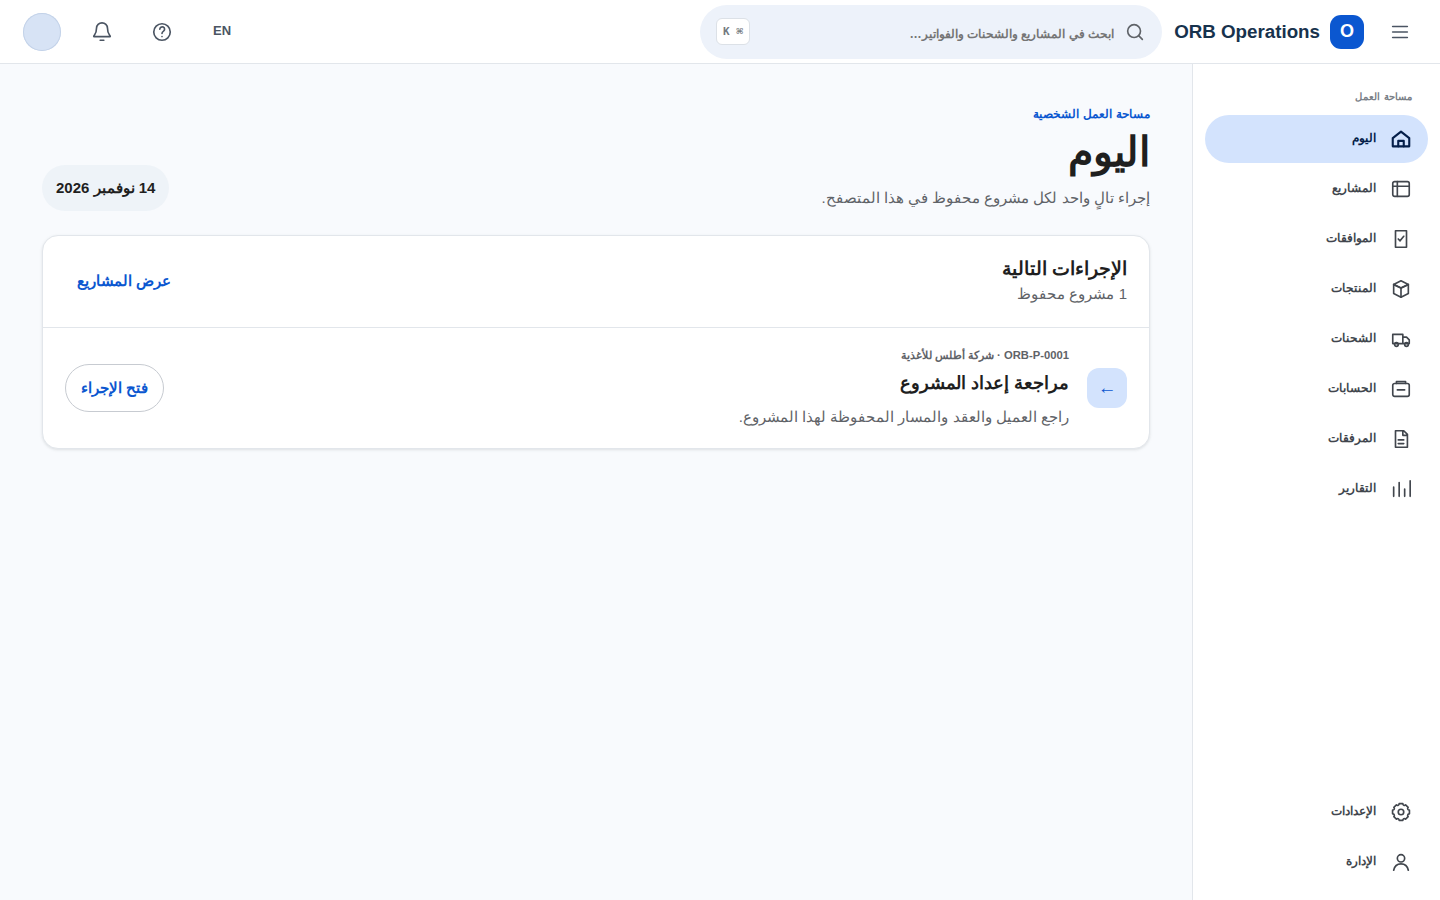 O ORB Operations
ابحث في المشاريع والشحنات والفواتير...
⌘ K
EN
مساحة العمل
اليوم
المشاريع
الموافقات
المنتجات
الشحنات
الحسابات
المرفقات
التقارير
الإعدادات
الإدارة
مساحة العمل الشخصية
اليوم
إجراء تالٍ واحد لكل مشروع محفوظ في هذا المتصفح.
14 نوفمبر 2026
الإجراءات التالية
1 مشروع محفوظ
عرض المشاريع
ORB-P-0001 · شركة أطلس للأغذية
←
مراجعة إعداد المشروع
راجع العميل والعقد والمسار المحفوظة لهذا المشروع.
فتح الإجراء